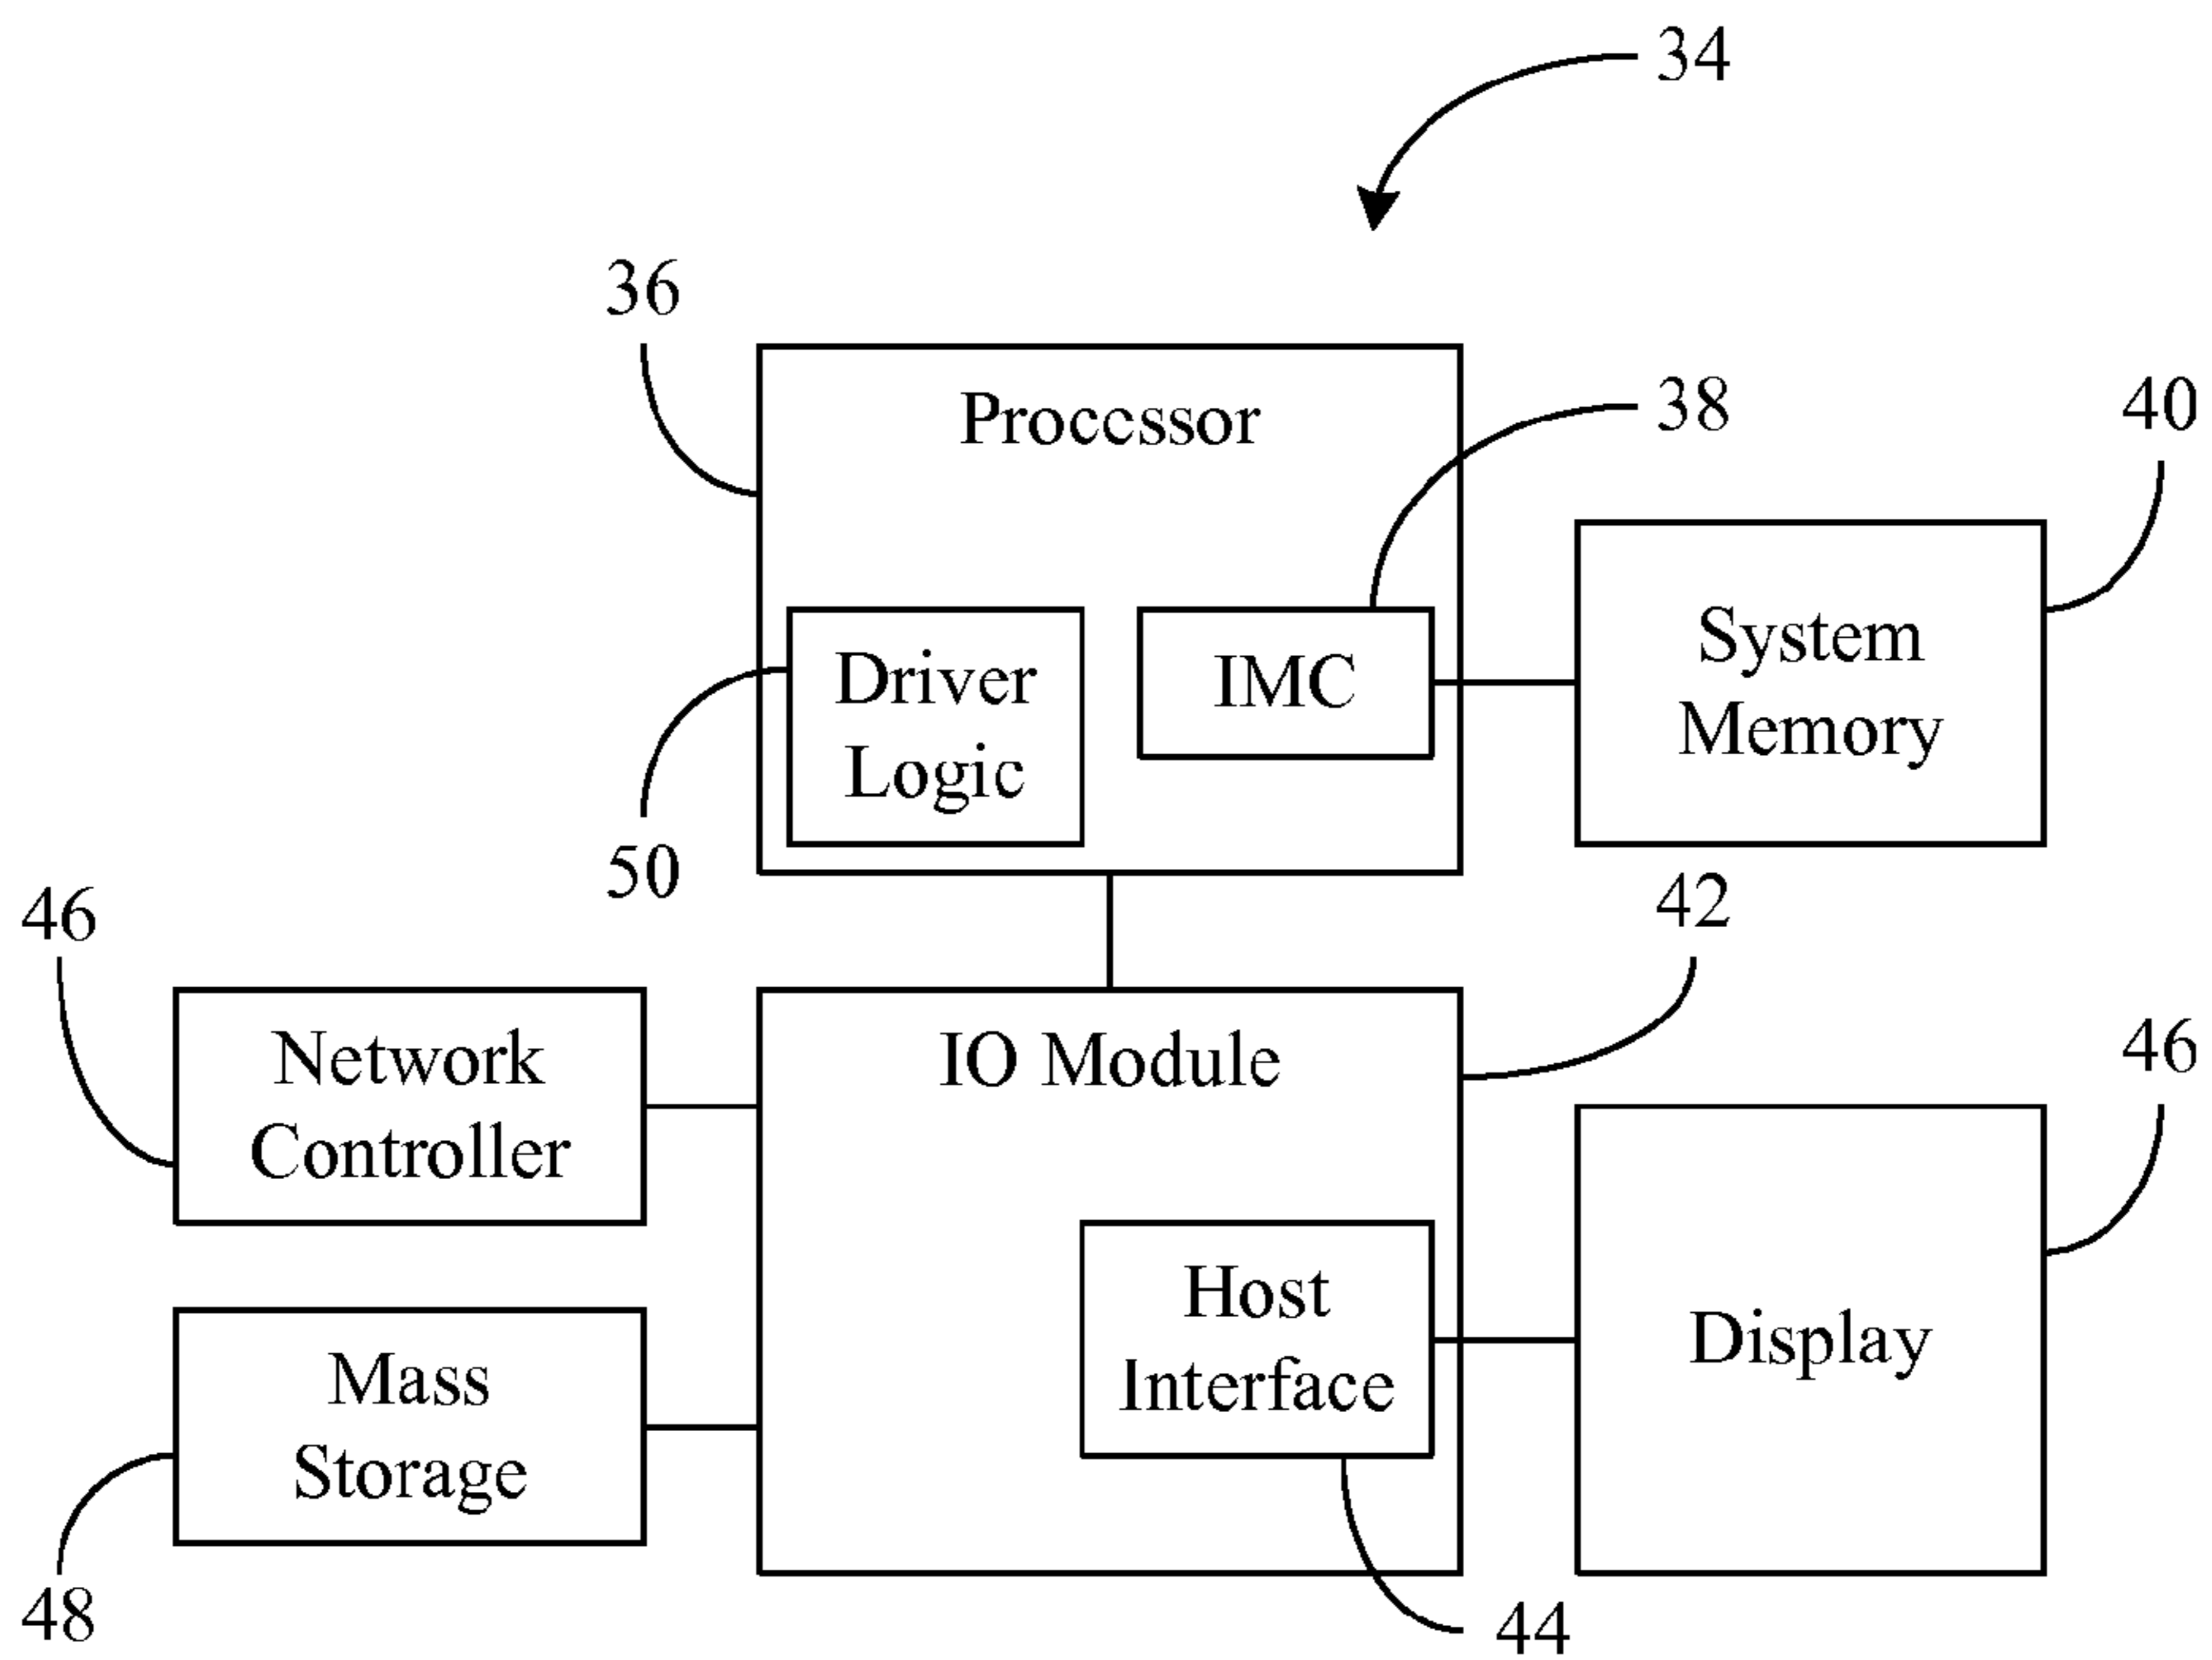 34
36
Processor
38
40
Driver
Logic
IMC
System
Memory
50
46
42
Network
Controller
IO Module
46
Host
Interface
Display
Mass
Storage
48
44